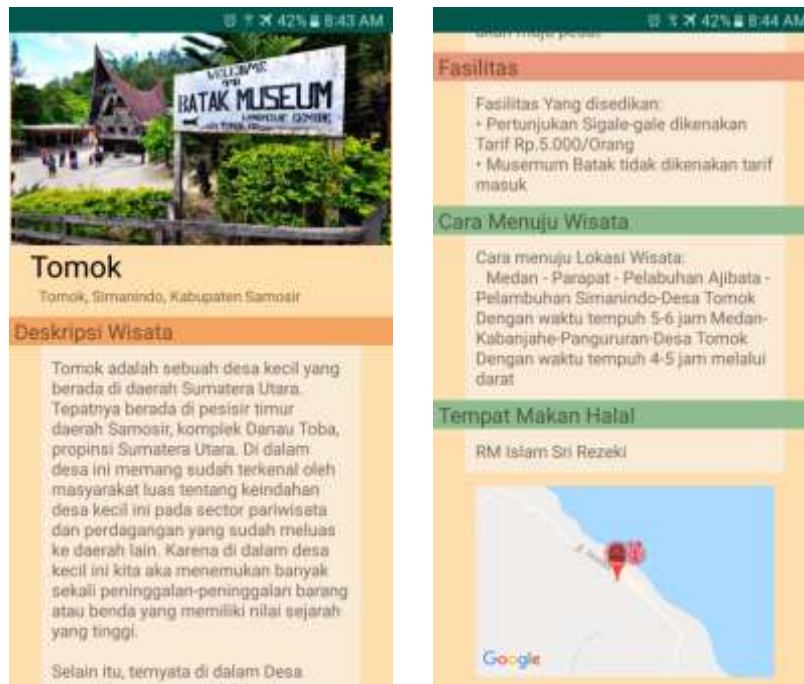 42% 8:43 AM
WELCOME
BATAK MUSEUM
Tomok
Tomok, Simanindo, Kabupaten Samosir
Deskripsi Wisata
Tomok adalah sebuah desa kecil yang
berada di daerah Sumatera Utara.
Tepatnya berada di pesisir timur
daerah Samosir, komplek Danau Toba,
propinsi Sumatera Utara. Di dalam
desa ini memang sudah terkenal oleh
masyarakat luas tentang keindahan
desa kecil ini pada sector pariwisata
dan perdagangan yang sudah meluas
ke daerah lain. Karena di dalam desa
kecil ini kita aka menemukan banyak
sekali peninggalan-peninggalan barang
atau benda yang memiliki nilai sejarah
yang tinggi.
Selain itu, ternyata di dalam Desa
42% 8:44 AM
Fasilitas
Fasilitas Yang disedikan:
• Pertunjukan Sigale-gale dikenakan
Tarif Rp.5.000/Orang
• Musemum Batak tidak dikenakan tarif
masuk
Cara Menuju Wisata
Cara menuju Lokasi Wisata:
Medan - Parapat - Pelabuhan Ajibata -
Pelambuhan Simanindo-Desa Tomok
Dengan waktu tempuh 5-6 jam Medan-
Kabanjahe-Pangururan-Desa Tomok
Dengan waktu tempuh 4-5 jam melalui
darat
Tempat Makan Halal
RM Islam Sri Rezeki
Google